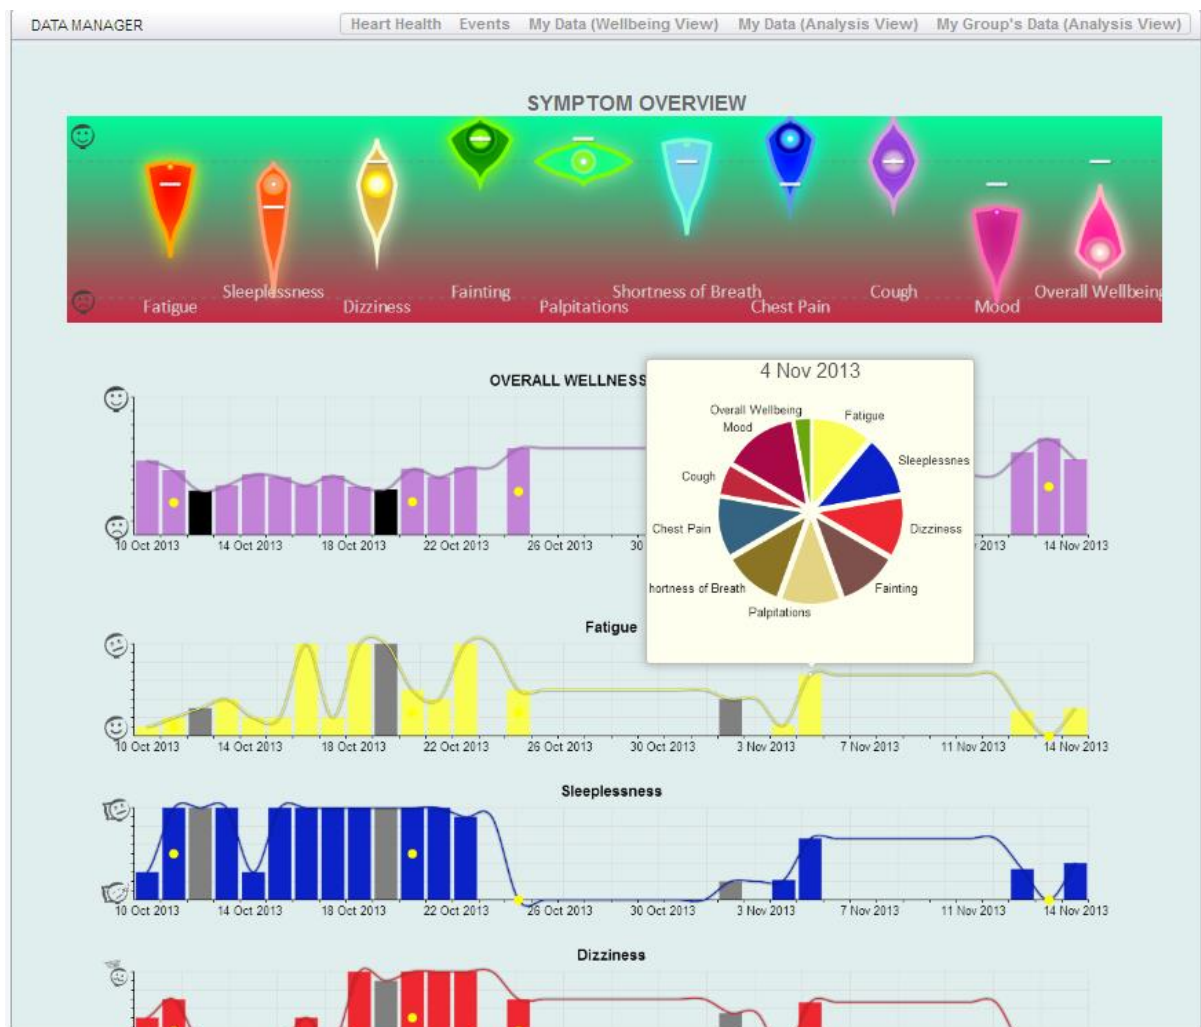 DATA MANAGER
Heart Health Events My Data (Wellbeing View) My Data (Analysis View) My Group's Data (Analysis View)
SYMPTOM OVERVIEW
Sleeplessness Fainting Shortness of Breath Cough Overall Wellbeing
Fatigue Dizziness Palpitations Chest Pain Mood
OVERALL WELLNESS
10 Oct 2013 14 Oct 2013 18 Oct 2013 22 Oct 2013 26 Oct 2013 30 2013 14 Nov 2013
4 Nov 2013
Overall Wellbeing Fatigue
Mood
Sleeplessnes
Cough
Chest Pain Dizziness
hortness of Breath Fainting
Palpitations
Fatigue
10 Oct 2013 14 Oct 2013 18 Oct 2013 22 Oct 2013 26 Oct 2013 30 Oct 2013 3 Nov 2013 7 Nov 2013 11 Nov 2013 14 Nov 2013
Sleeplessness
10 Oct 2013 14 Oct 2013 18 Oct 2013 22 Oct 2013 26 Oct 2013 30 Oct 2013 3 Nov 2013 7 Nov 2013 11 Nov 2013 14 Nov 2013
Dizziness